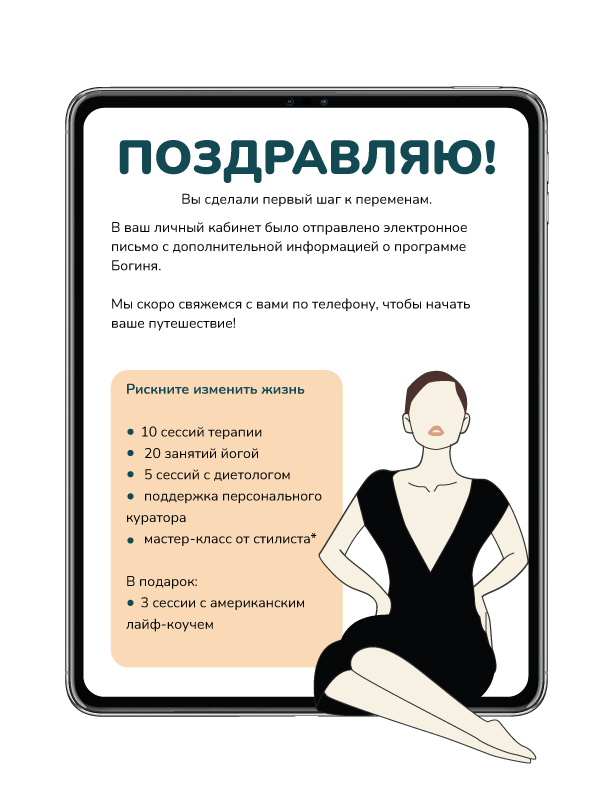 ПОЗДРАВЛЯЮ!
Вы сделали первый шаг к переменам.
В ваш личный кабинет было отправлено электронное
письмо с дополнительной информацией о программе
Богиня.
Мы скоро свяжемся с вами по телефону, чтобы начать
ваше путешествие!
Рискните изменить жизнь
• 10 сессий терапии
• 20 занятий йогой
• 5 сессий с диетологом
• поддержка персонального
куратора
• мастер-класс от стилиста*
В подарок:
• 3 сессии с американским
лайф-коучем